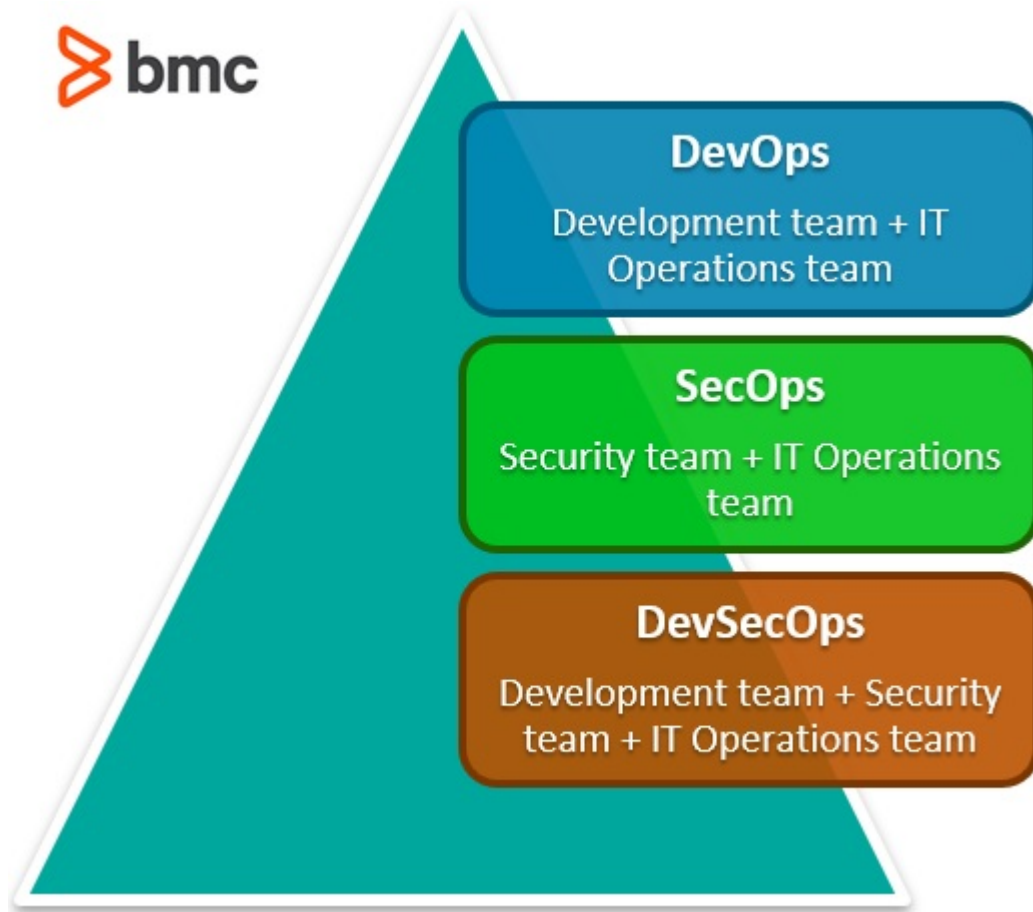 bmc
DevOps
Development team + IT
Operations team
SecOps
Security team + IT Operations
team
DevSecOps
Development team + Security
team + IT Operations team